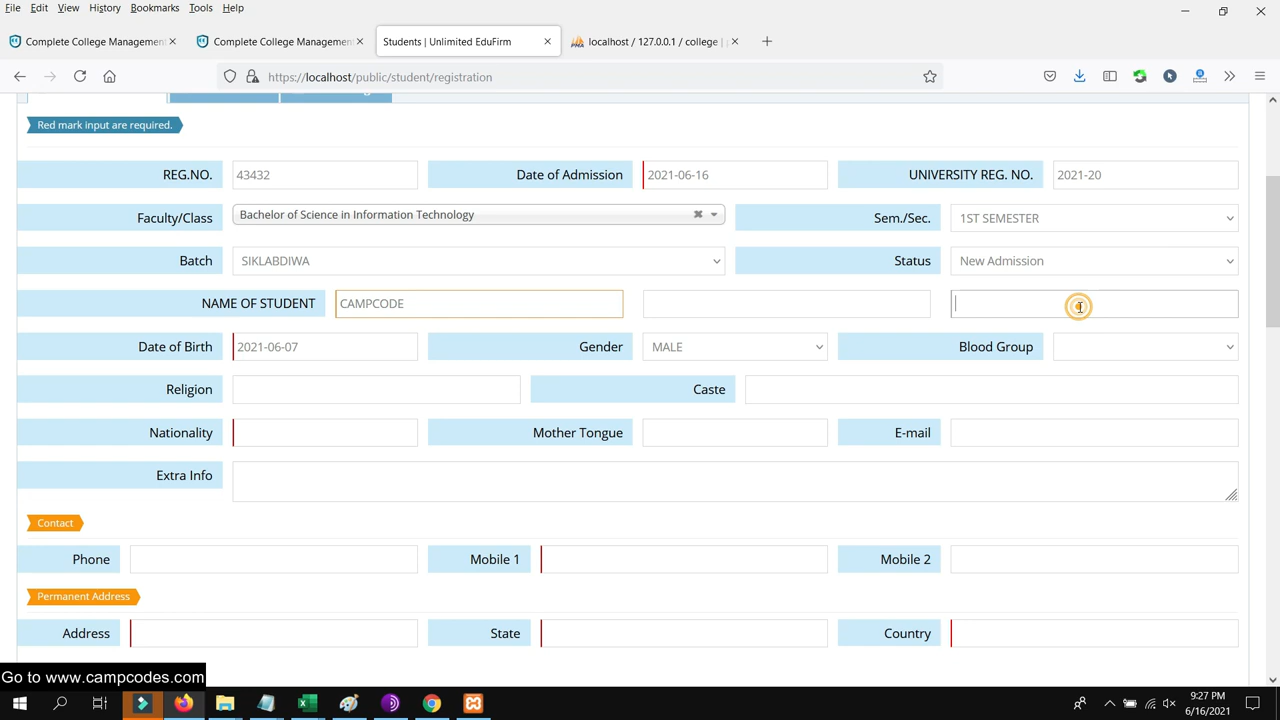 File Edit View History Bookmarks Tools Help
Complete College Management × Complete College Management × Students | Unlimited EduFirm × localhost / 127.0.0.1 / college | ×
https://localhost/public/student/registration
Red mark input are required.
REG.NO. 43432 Date of Admission 2021-06-16 UNIVERSITY REG. NO. 2021-20
Faculty/Class Bachelor of Science in Information Technology Sem./Sec. 1ST SEMESTER
Batch SIKLABDIWA Status New Admission
NAME OF STUDENT CAMPCODE
Date of Birth 2021-06-07 Gender MALE Blood Group
Religion Caste
Nationality Mother Tongue E-mail
Extra Info
Contact
Phone Mobile 1 Mobile 2
Permanent Address
Address State Country
Go to www.campcodes.com
9:27 PM
6/16/2021